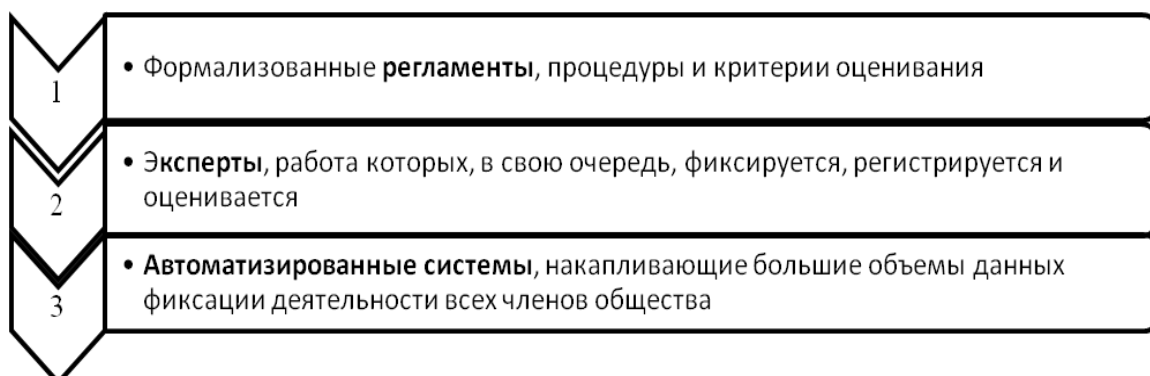 1
• Формализованные регламенты, процедуры и критерии оценивания
2
• Эксперты, работа которых, в свою очередь, фиксируется, регистрируется и
оценивается
3
• Автоматизированные системы, накапливающие большие объемы данных
фиксации деятельности всех членов общества